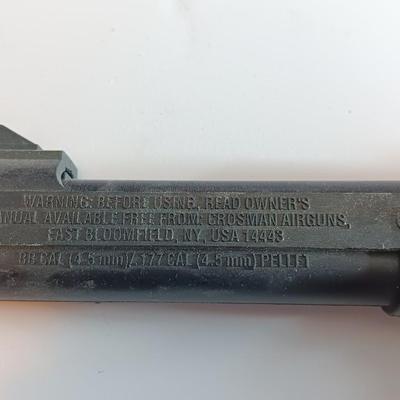 WARNING: BEFORE USING, READ OWNER'S
ANUAL AVAILABLE FREE FROM: CROSMAN AIRGUNS,
EAST BLOOMFIELD, NY, USA 14443
BB CAL (4.5 mm)/.177 CAL (4.5 mm) PELLET